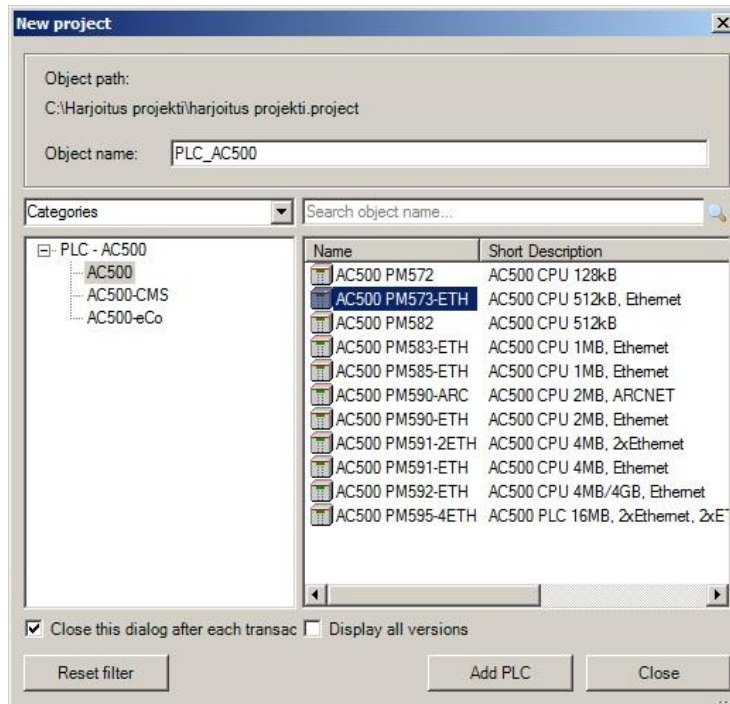 New project
Object path:
C:\Harjoitus projekti\harjoitus projekti.project
Object name: PLC_AC500
Categories
Search object name...
PLC - AC500
AC500
AC500-CMS
AC500-eCo
Name Short Description
AC500 PM572 AC500 CPU 128kB
AC500 PM573-ETH AC500 CPU 512kB, Ethernet
AC500 PM582 AC500 CPU 512kB
AC500 PM583-ETH AC500 CPU 1MB, Ethernet
AC500 PM585-ETH AC500 CPU 1MB, Ethernet
AC500 PM590-ARC AC500 CPU 2MB, ARCNET
AC500 PM590-ETH AC500 CPU 2MB, Ethernet
AC500 PM591-2ETH AC500 CPU 4MB, 2xEthernet
AC500 PM591-ETH AC500 CPU 4MB, Ethernet
AC500 PM592-ETH AC500 CPU 4MB/4GB, Ethernet
AC500 PM595-4ETH AC500 PLC 16MB, 2xEthernet, 2xET
Close this dialog after each transac Display all versions
Reset filter Add PLC Close